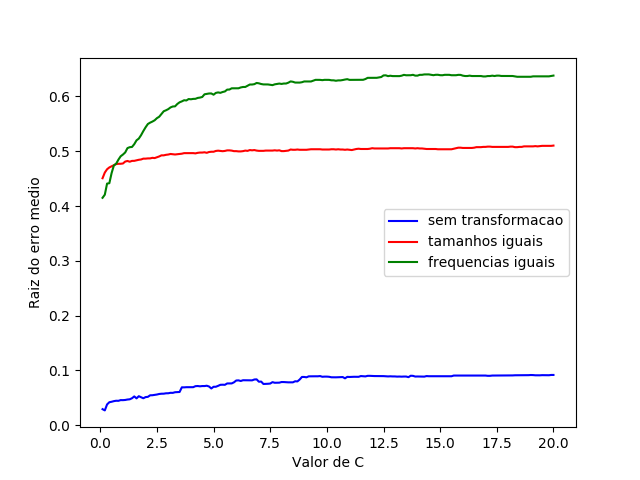 0.6
0.5
0.4
0.3
0.2
0.1
0.0
Raiz do erro medio
sem transformacao
tamanhos iguais
frequencias iguais
0.0 2.5 5.0 7.5 10.0 12.5 15.0 17.5 20.0
Valor de C